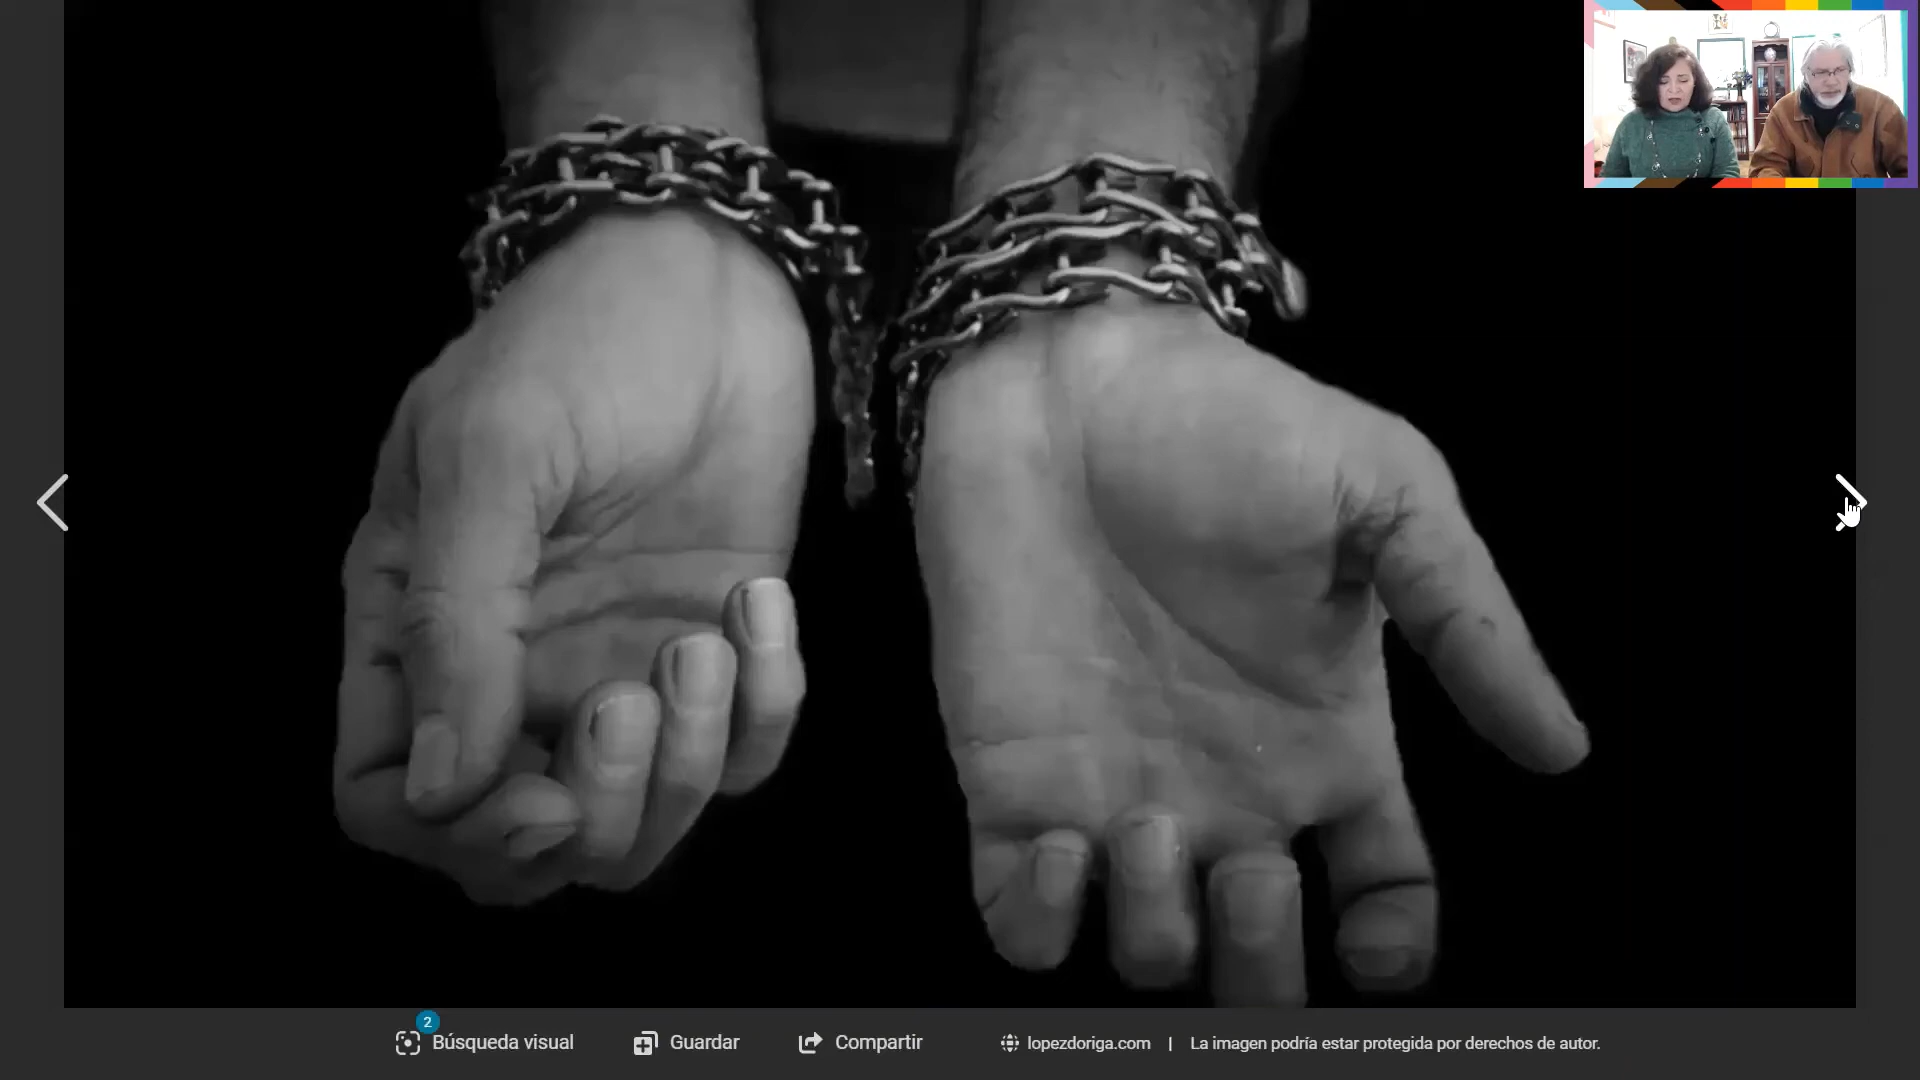 2
Búsqueda visual
Guardar
Compartir
lopezdoriga.com | La imagen podría estar protegida por derechos de autor.